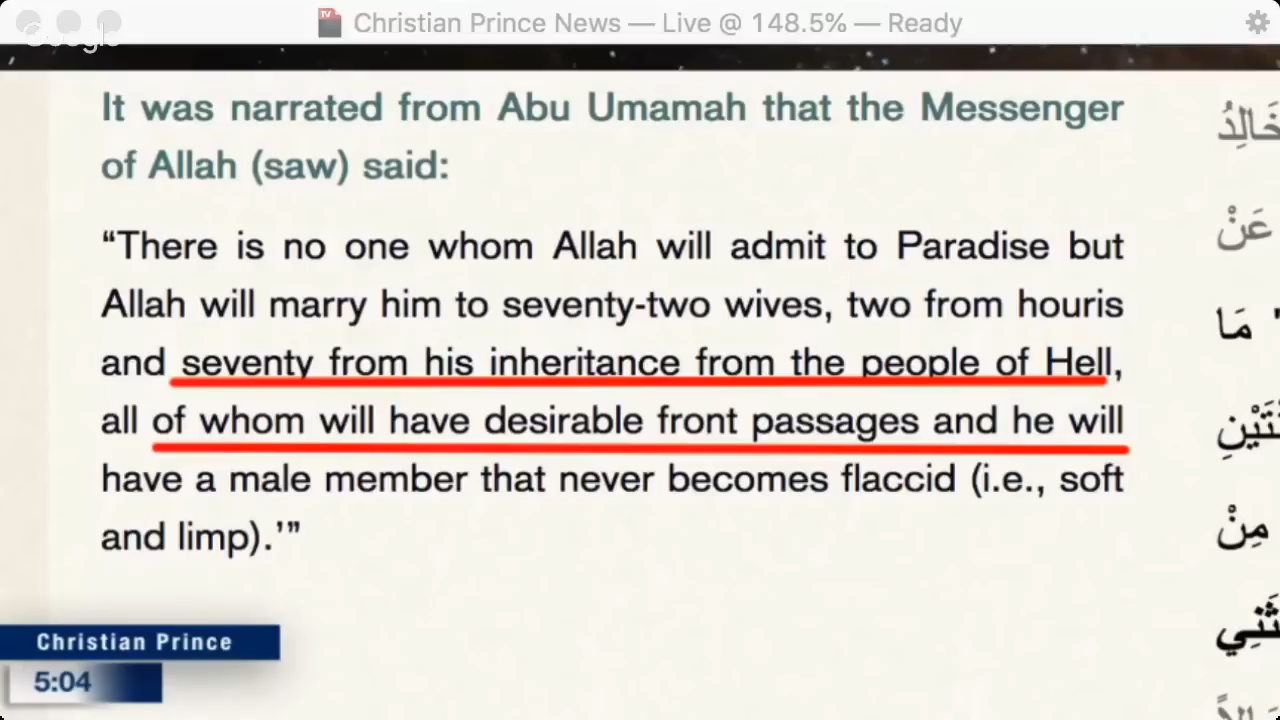 Christian Prince News — Live @ 148.5% — Ready
Google
It was narrated from Abu Umamah that the Messenger
of Allah (saw) said:
“There is no one whom Allah will admit to Paradise but
Allah will marry him to seventy-two wives, two from houris
and seventy from his inheritance from the people of Hell,
all of whom will have desirable front passages and he will
have a male member that never becomes flaccid (i.e., soft
and limp).’”
خَالِدُ
عَنْ
مَا
مِنْ
Christian Prince
5:04